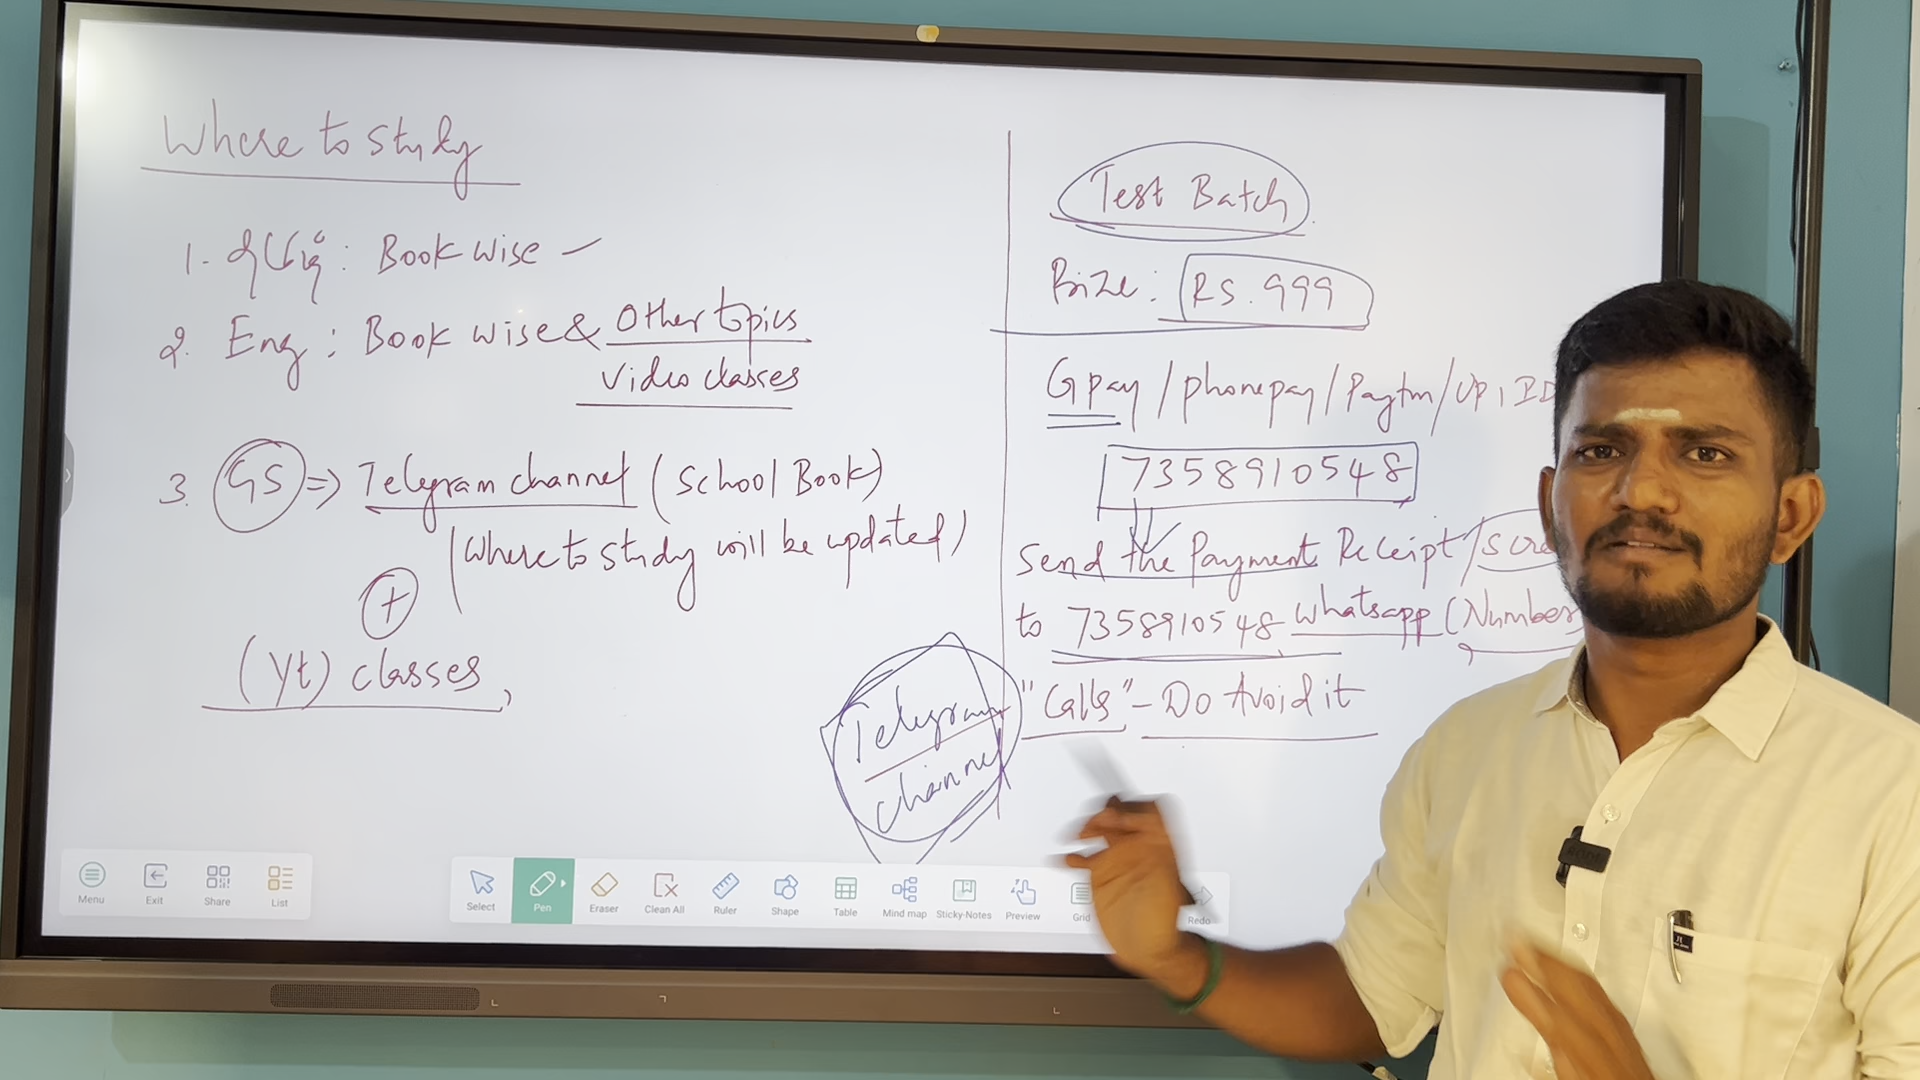 Where to study
1. தமிழ் : Book wise –
2. Eng : Book wise & Other topics
Video classes
3. GS => Telegram channel (School Book)
(Where to study will be updated)
+
(Yt) classes,
Test Batch
Prize : Rs. 999
Gpay / phonepay / Paytm / UPI ID
7358910548
Send the Payment Receipt /
to 7358910548 whatsapp (Number
"Calls" – Do Avoid it
Telegram
channel
Menu Exit Share List
Select Pen Eraser Clean All Ruler Shape Table Mind map Sticky-Notes Preview Grid Redo